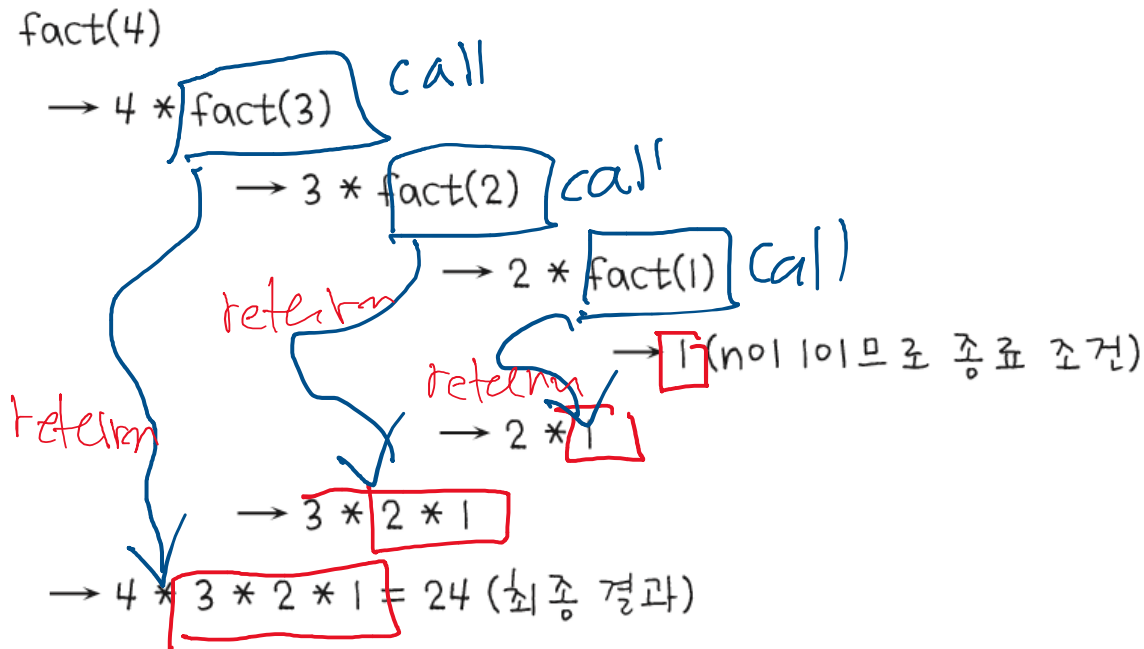 fact(4)
→ 4 * fact(3) call
→ 3 * fact(2) call
→ 2 * fact(1) call
return
→ 1 (n이 1이므로 종료 조건)
return
return
→ 2 * 1
→ 3 * 2 * 1
→ 4 * 3 * 2 * 1 = 24 (최종 결과)